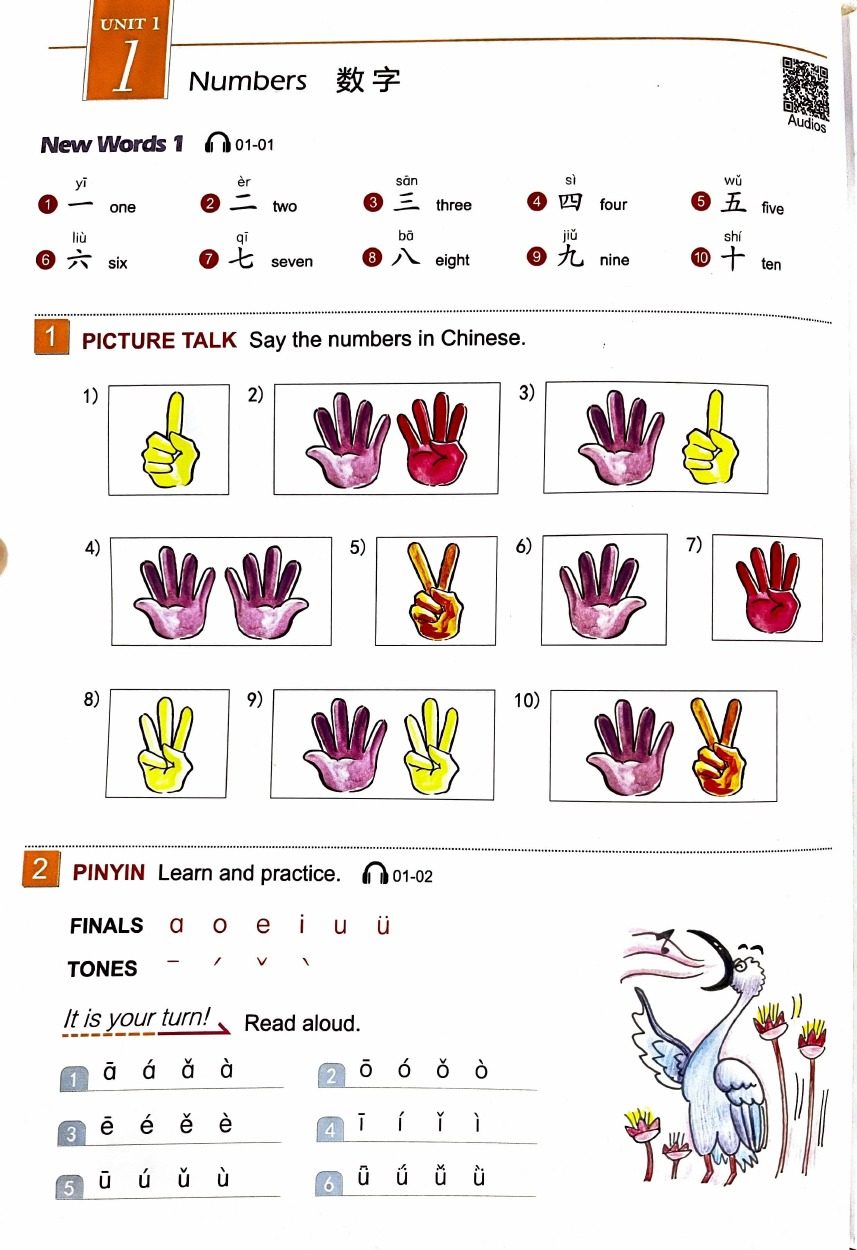 UNIT 1
1
Numbers 数字
Audios
New Words 1 01-01
yī èr sān sì wǔ
1 一 one 2 二 two 3 三 three 4 四 four 5 五 five
liù qī bā jiǔ shí
6 六 six 7 七 seven 8 八 eight 9 九 nine 10 十 ten
1 PICTURE TALK Say the numbers in Chinese.
1) 2) 3)
4) 5) 6) 7)
8) 9) 10)
2 PINYIN Learn and practice. 01-02
FINALS ɑ o e i u ü
TONES ˉ ˊ ˇ ˋ
It is your turn! Read aloud.
1 ā á ǎ à 2 ō ó ǒ ò
3 ē é ě è 4 ī í ǐ ì
5 ū ú ǔ ù 6 ǖ ǘ ǚ ǜ